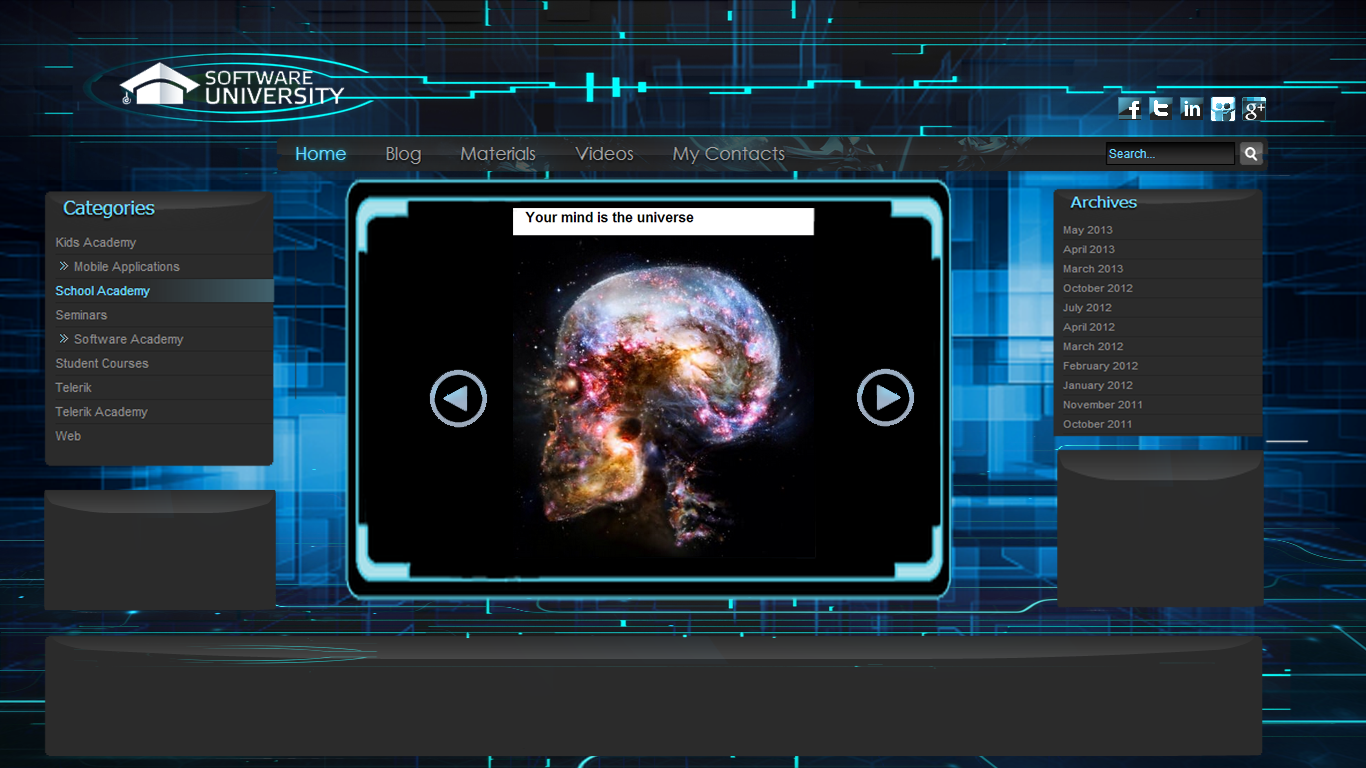 SOFTWARE
UNIVERSITY
f t in g+
Home Blog Materials Videos My Contacts
Search...
Categories
Kids Academy
» Mobile Applications
School Academy
Seminars
» Software Academy
Student Courses
Telerik
Telerik Academy
Web
Your mind is the universe
Archives
May 2013
April 2013
March 2013
October 2012
July 2012
April 2012
March 2012
February 2012
January 2012
November 2011
October 2011